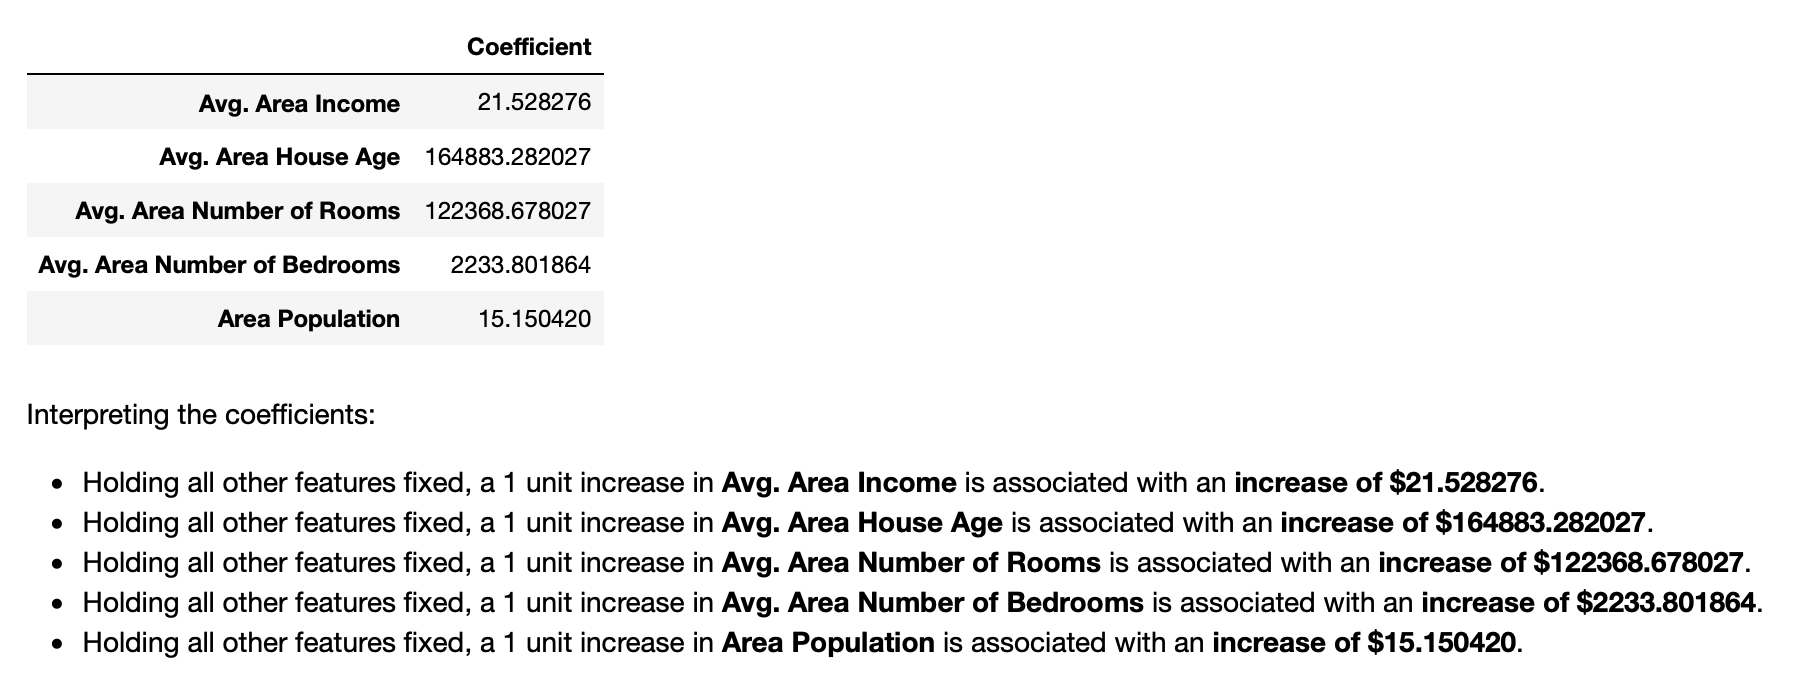 Coefficient
Avg. Area Income 21.528276
Avg. Area House Age 164883.282027
Avg. Area Number of Rooms 122368.678027
Avg. Area Number of Bedrooms 2233.801864
Area Population 15.150420
Interpreting the coefficients:
• Holding all other features fixed, a 1 unit increase in Avg. Area Income is associated with an increase of $21.528276.
• Holding all other features fixed, a 1 unit increase in Avg. Area House Age is associated with an increase of $164883.282027.
• Holding all other features fixed, a 1 unit increase in Avg. Area Number of Rooms is associated with an increase of $122368.678027.
• Holding all other features fixed, a 1 unit increase in Avg. Area Number of Bedrooms is associated with an increase of $2233.801864.
• Holding all other features fixed, a 1 unit increase in Area Population is associated with an increase of $15.150420.